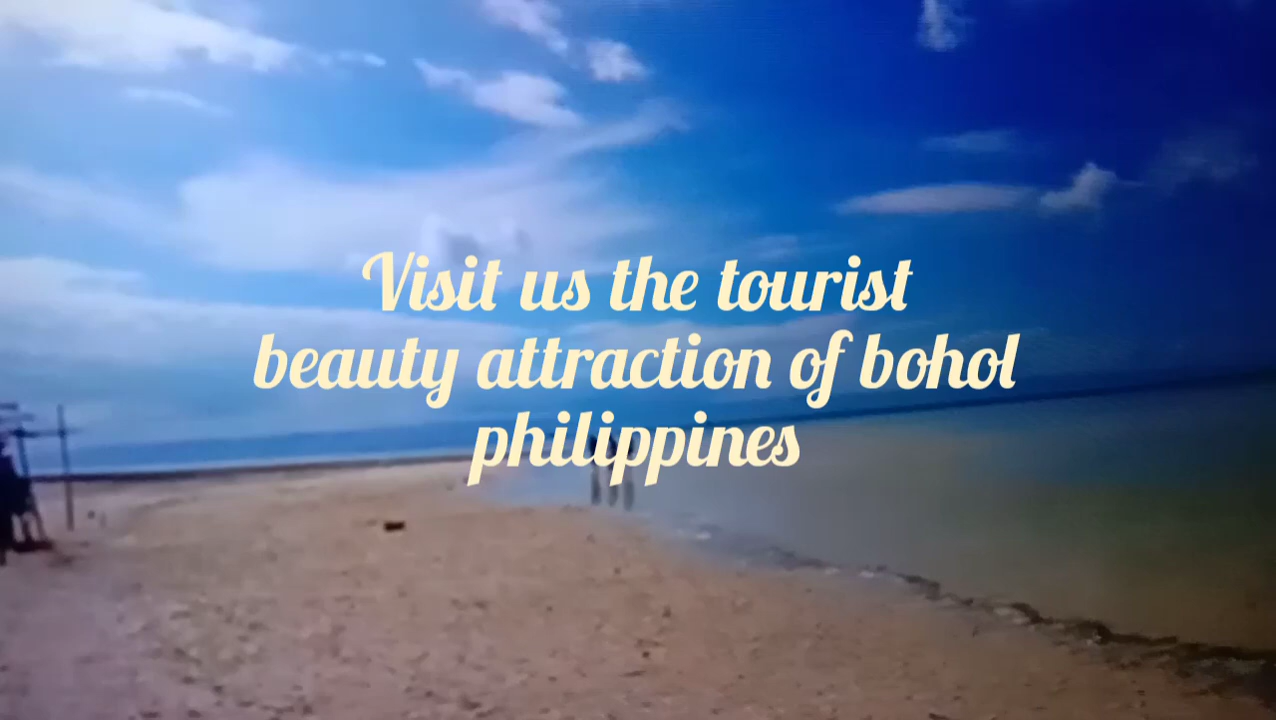 Visit us the tourist
beauty attraction of bohol
philippines